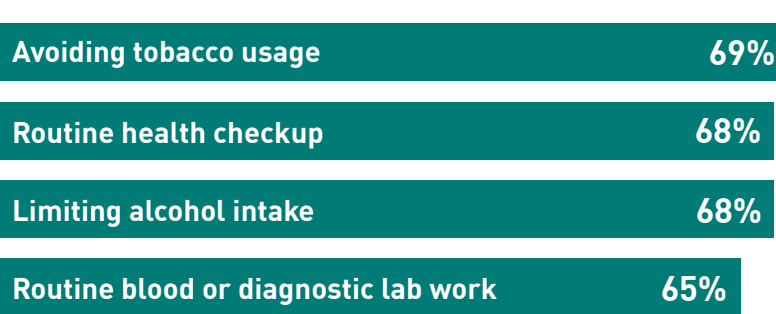 Avoiding tobacco usage 69%
Routine health checkup 68%
Limiting alcohol intake 68%
Routine blood or diagnostic lab work 65%